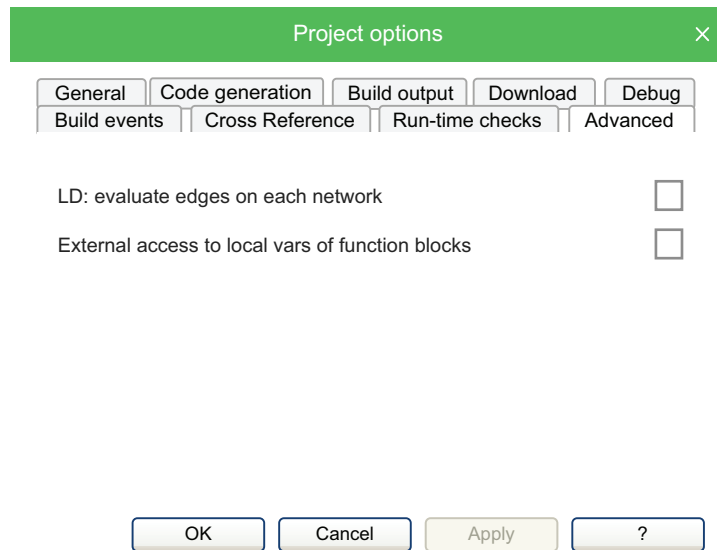 Project options
General Code generation Build output Download Debug
Build events Cross Reference Run-time checks Advanced
LD: evaluate edges on each network
External access to local vars of function blocks
OK Cancel Apply ?